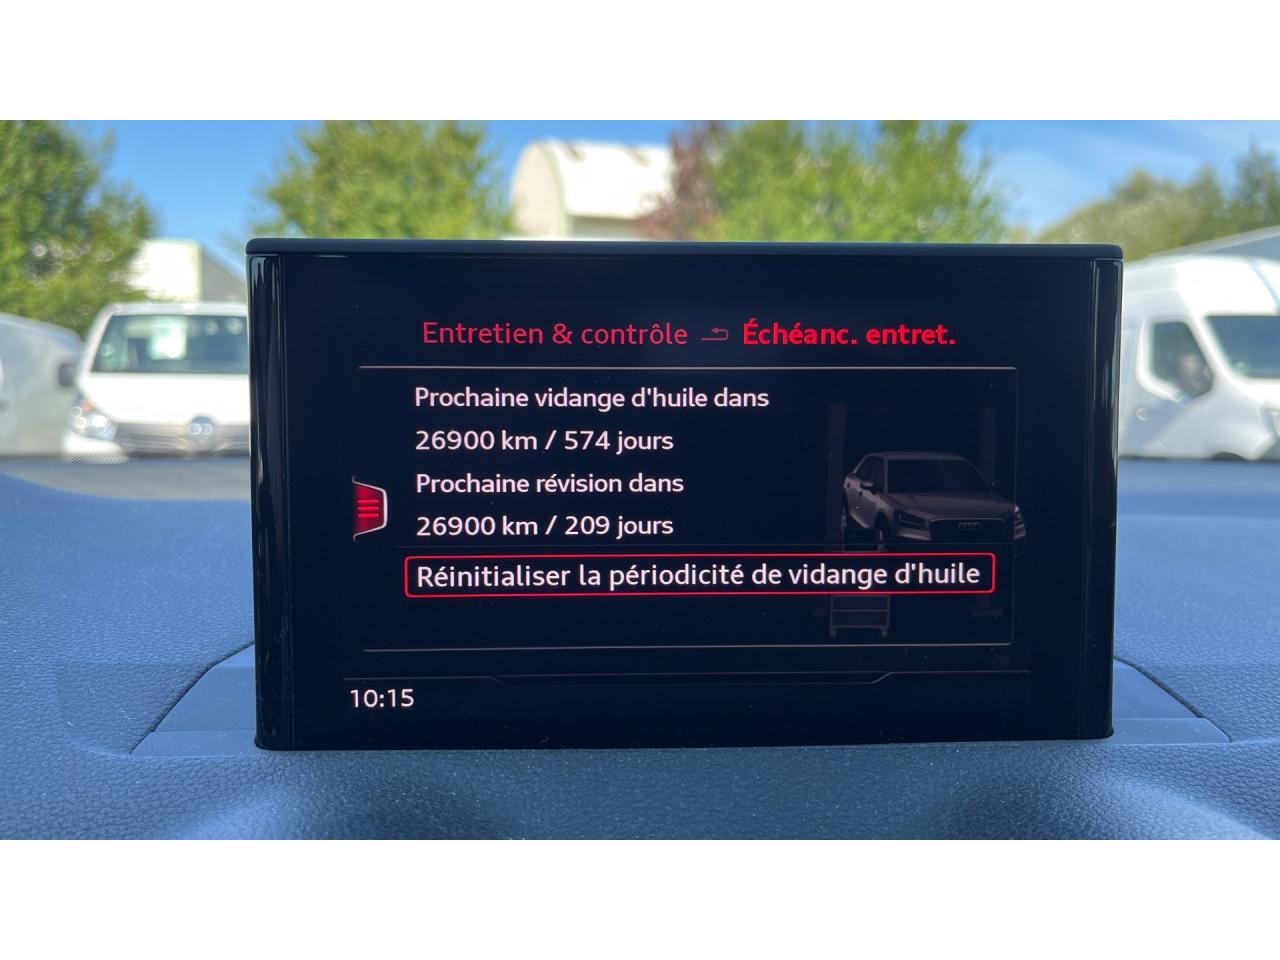 Entretien & contrôle Échéanc. entret.
Prochaine vidange d'huile dans
26900 km / 574 jours
Prochaine révision dans
26900 km / 209 jours
Réinitialiser la périodicité de vidange d'huile
10:15